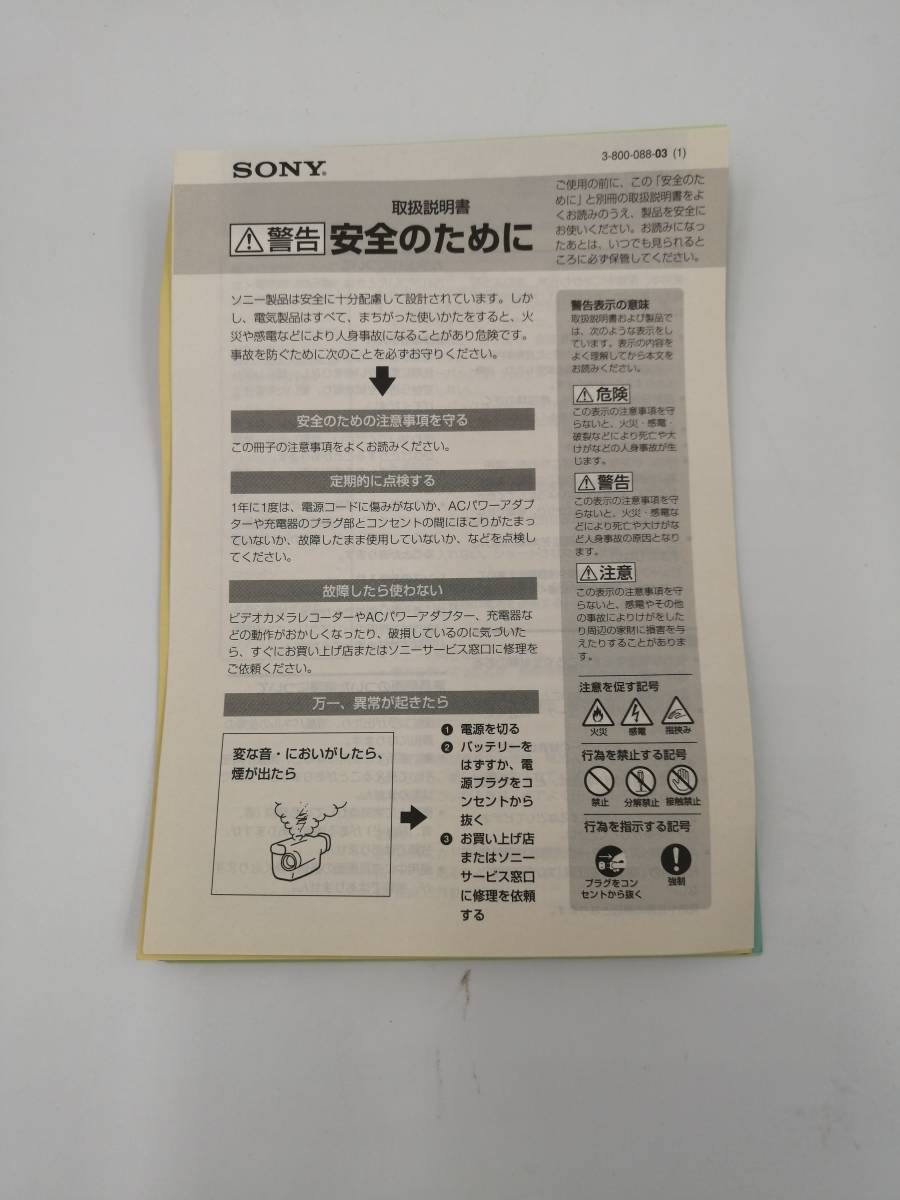 SONY®
3-800-088-03 (1)
取扱説明書
警告 安全のために
ご使用の前に、この「安全のた
めに」と別冊の取扱説明書をよ
くお読みのうえ、製品を安全に
お使いください。お読みになっ
たあとは、いつでも見られると
ころに必ず保管してください。
ソニー製品は安全に十分配慮して設計されています。しか
し、電気製品はすべて、まちがった使いかたをすると、火
災や感電などにより人身事故になることがあり危険です。
事故を防ぐために次のことを必ずお守りください。
安全のための注意事項を守る
この冊子の注意事項をよくお読みください。
定期的に点検する
1年に1度は、電源コードに傷みがないか、ACパワーアダプ
ターや充電器のプラグ部とコンセントの間にほこりがたまっ
ていないか、故障したまま使用していないか、などを点検し
てください。
故障したら使わない
ビデオカメラレコーダーやACパワーアダプター、充電器な
どの動作がおかしくなったり、破損しているのに気づいた
ら、すぐにお買い上げ店またはソニーサービス窓口に修理を
ご依頼ください。
万一、異常が起きたら
変な音・においがしたら、
煙が出たら
❶ 電源を切る
❷ バッテリーを
はずすか、電
源プラグをコ
ンセントから
抜く
❸ お買い上げ店
またはソニー
サービス窓口
に修理を依頼
する
警告表示の意味
取扱説明書および製品で
は、次のような表示をし
ています。表示の内容を
よく理解してから本文を
お読みください。
危険
この表示の注意事項を守
らないと、火災・感電・
破裂などにより死亡や大
けがなどの人身事故が生
じます。
警告
この表示の注意事項を守
らないと、火災・感電な
どにより死亡や大けがな
ど人身事故の原因となり
ます。
注意
この表示の注意事項を守
らないと、感電やその他
の事故によりけがをした
り周辺の家財に損害を与
えたりすることがありま
す。
注意を促す記号
火災 感電 指挟み
行為を禁止する記号
禁止 分解禁止 接触禁止
行為を指示する記号
プラグをコン
セントから抜く
強制